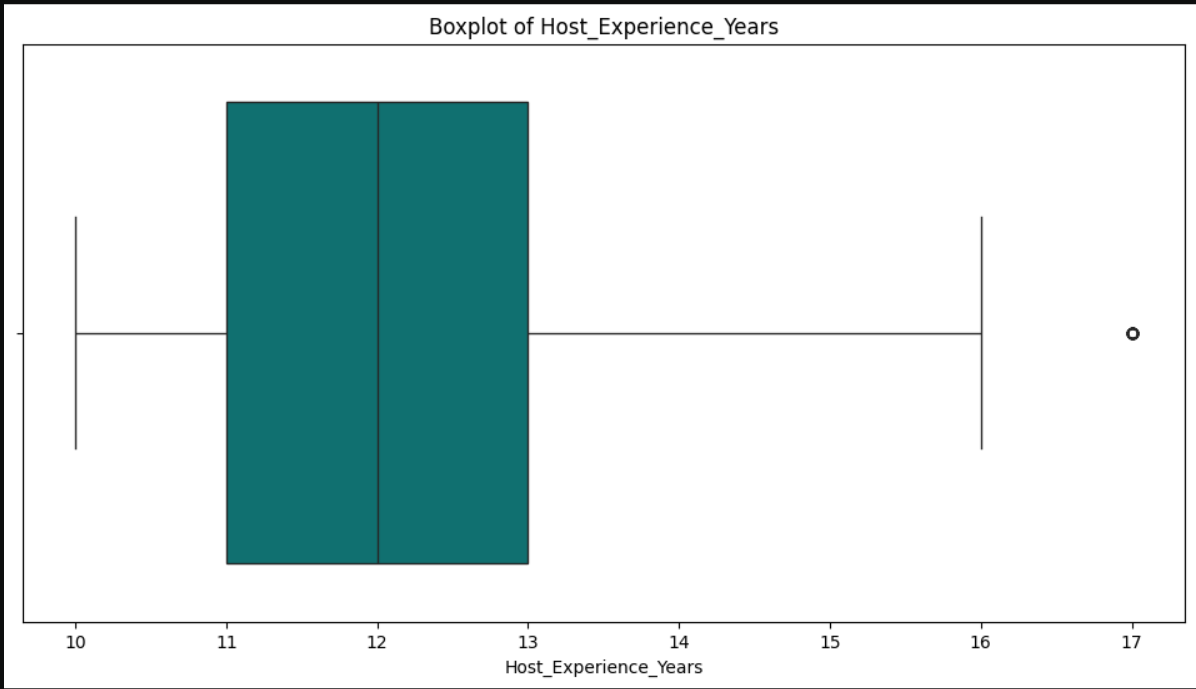 Boxplot of Host_Experience_Years
10 11 12 13 14 15 16 17
Host_Experience_Years